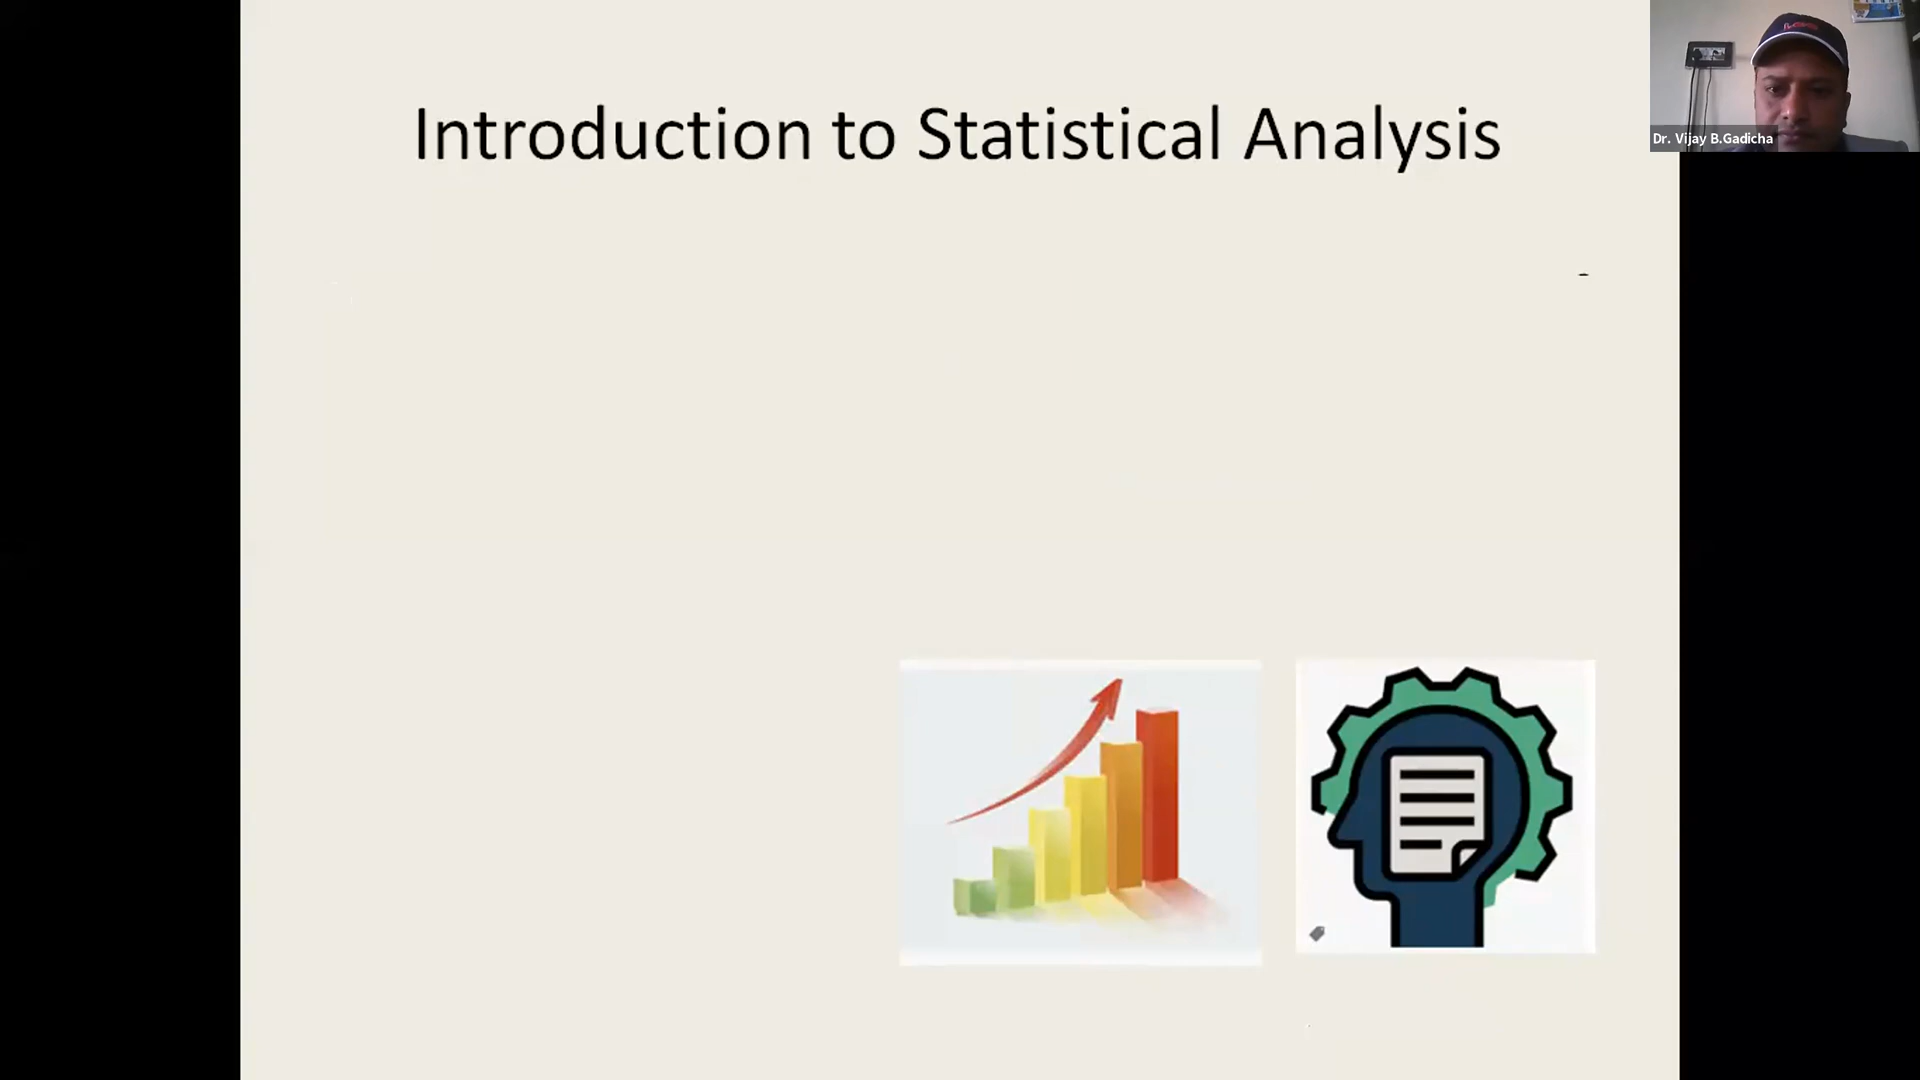 Introduction to Statistical Analysis
Dr. Vijay B.Gadicha